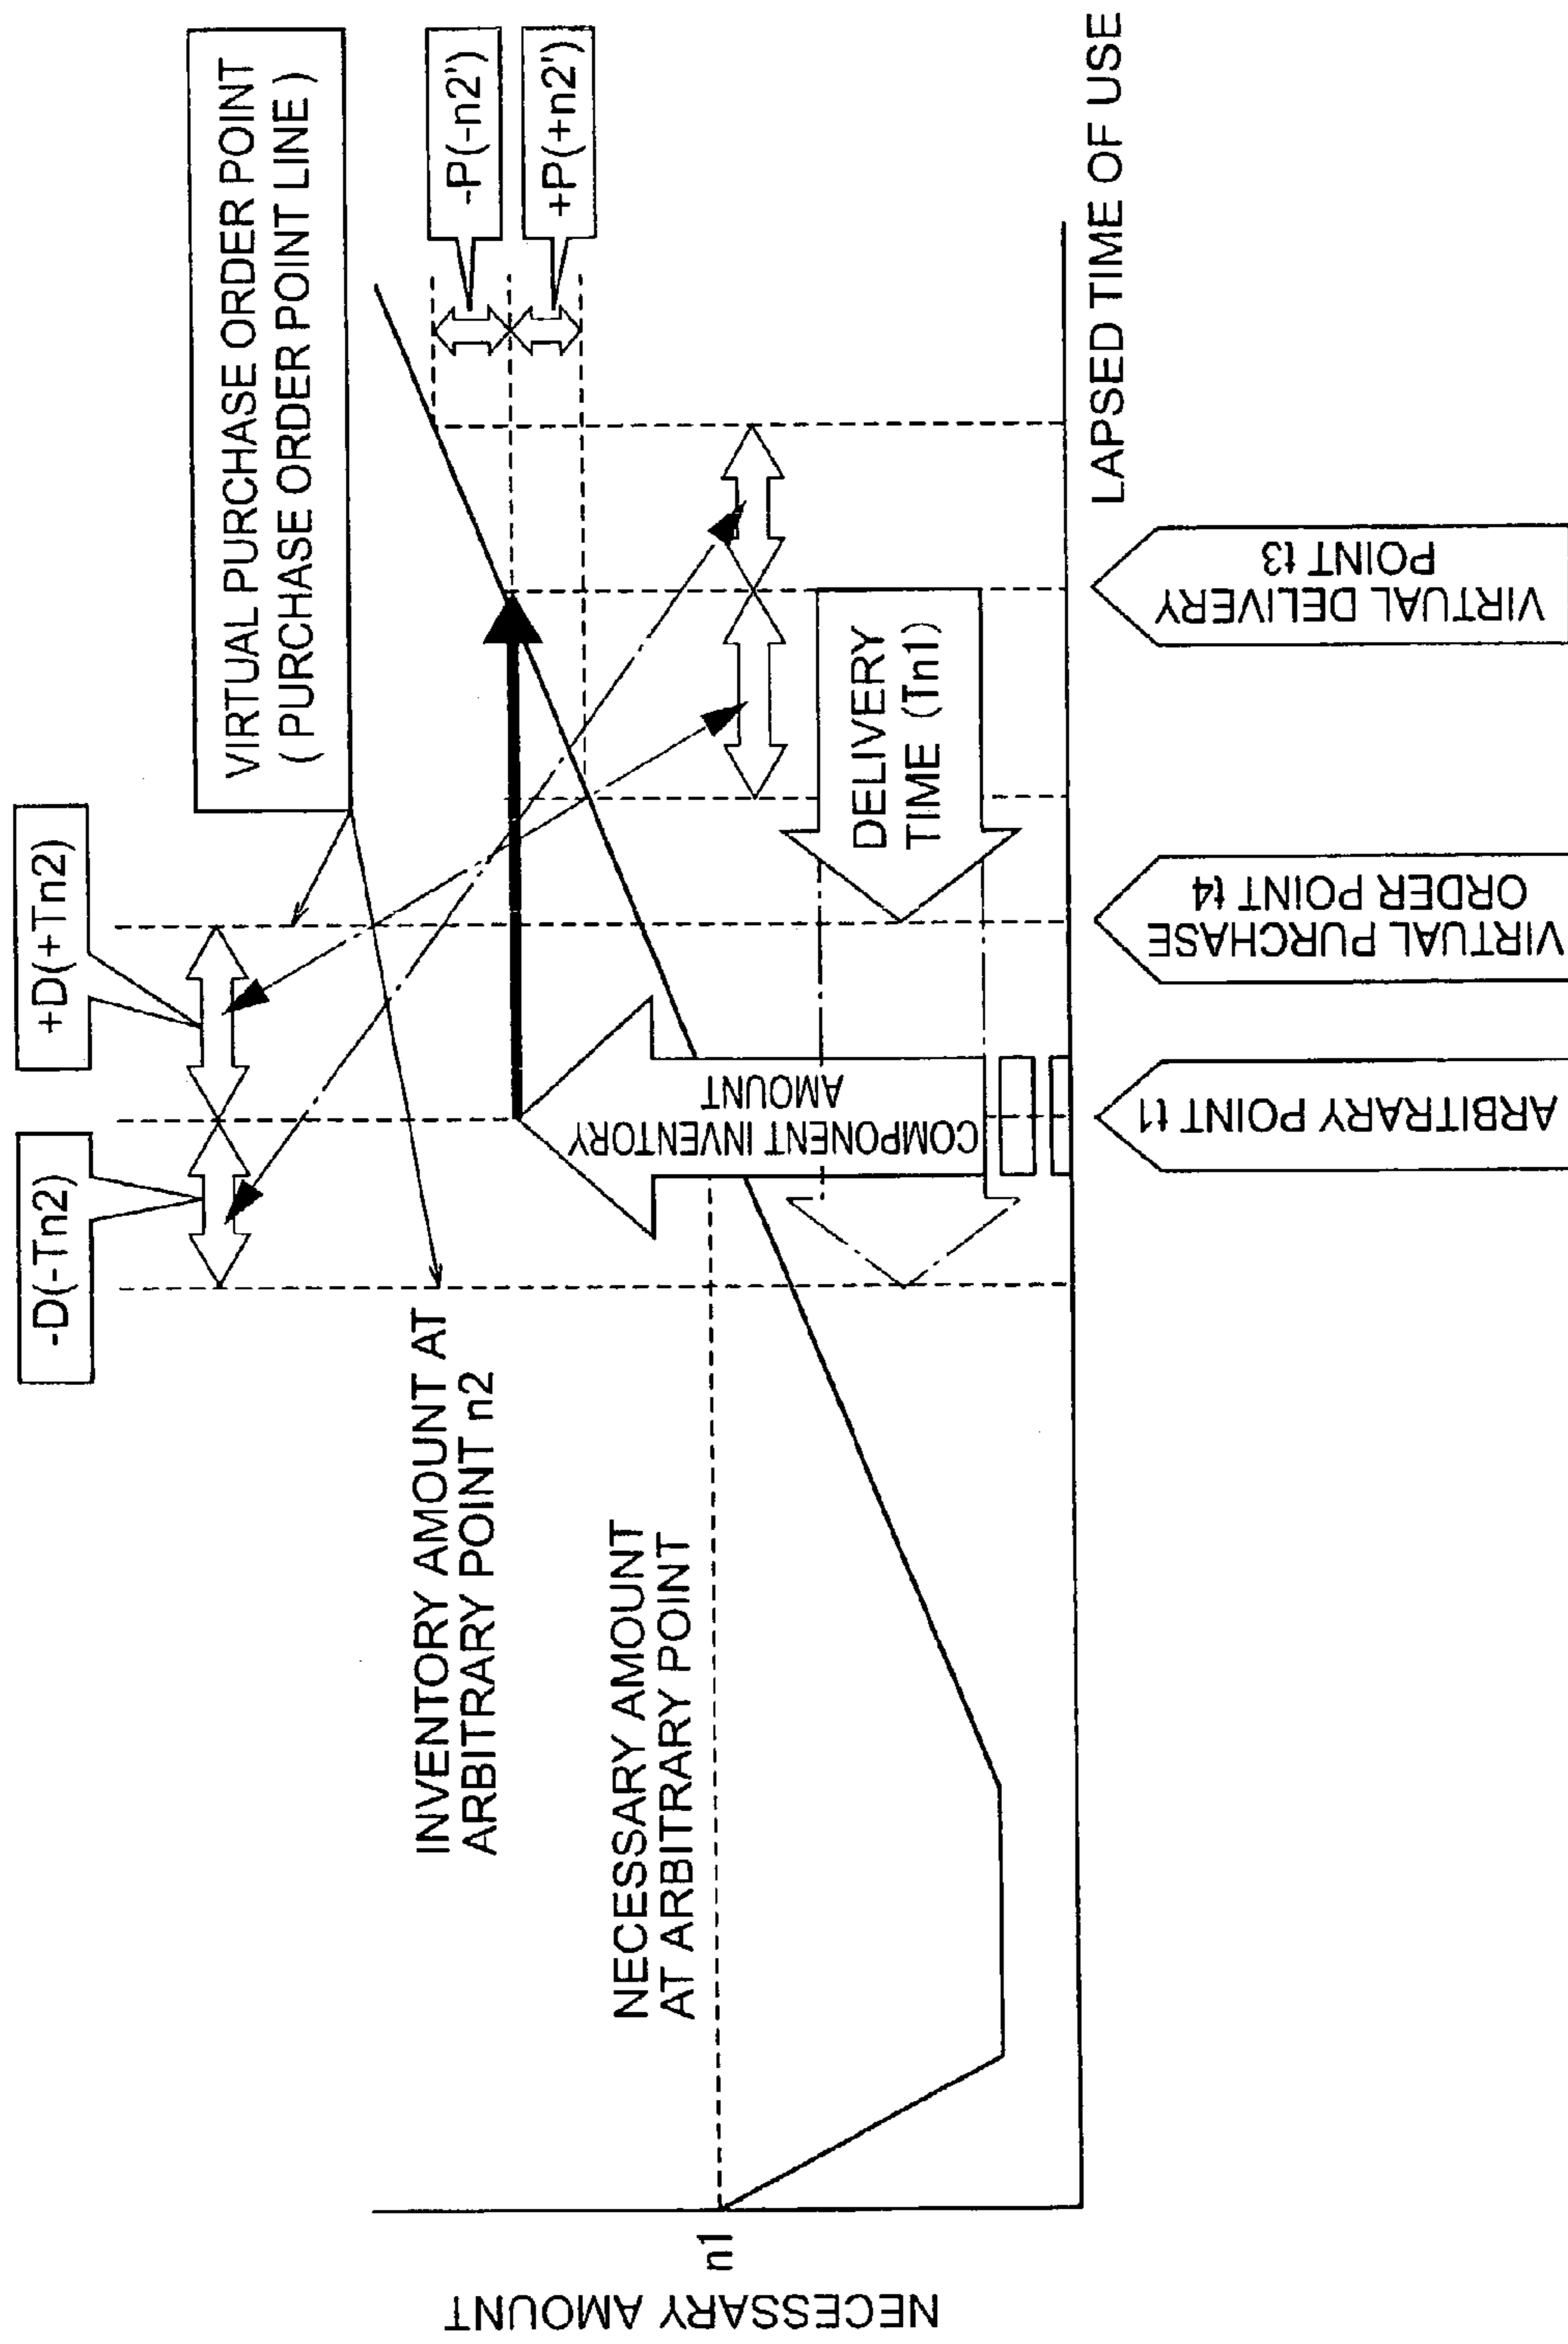 -D(-Tn2)
+D(+Tn2)
VIRTUAL PURCHASE ORDER POINT
( PURCHASE ORDER POINT LINE )
-P(-n2')
+P(+n2')
INVENTORY AMOUNT AT
ARBITRARY POINT n2
NECESSARY AMOUNT
AT ARBITRARY POINT
NECESSARY AMOUNT
n1
COMPONENT INVENTORY
AMOUNT
DELIVERY
TIME (Tn1)
LAPSED TIME OF USE
ARBITRARY POINT t1
VIRTUAL PURCHASE
ORDER POINT t4
VIRTUAL DELIVERY
POINT t3